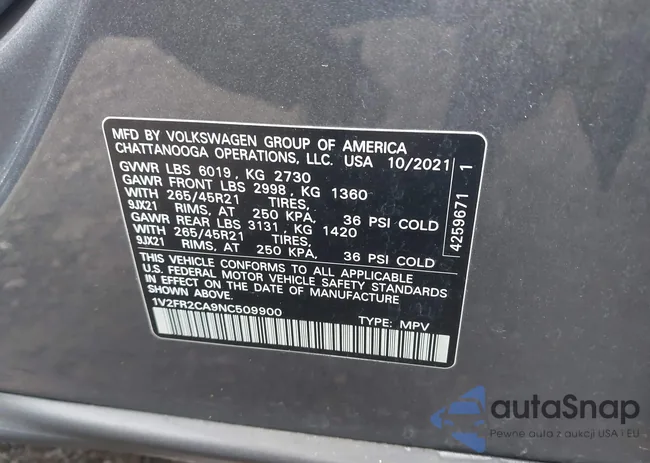 MFD BY VOLKSWAGEN GROUP OF AMERICA
CHATTANOOGA OPERATIONS, LLC. USA 10/2021
GVWR LBS 6019, KG 2730
GAWR FRONT LBS 2998, KG 1360
WITH 265/45R21 TIRES,
9JX21 RIMS, AT 250 KPA, 36 PSI COLD
GAWR REAR LBS 3131, KG 1420
WITH 265/45R21 TIRES,
9JX21 RIMS, AT 250 KPA, 36 PSI COLD
THIS VEHICLE CONFORMS TO ALL APPLICABLE
U.S. FEDERAL MOTOR VEHICLE SAFETY STANDARDS
IN EFFECT ON THE DATE OF MANUFACTURE
SHOWN ABOVE.
1V2FR2CA9NC509900 TYPE: MPV
4259671 1
autaSnap
Pewne auta z aukcji USA i EU